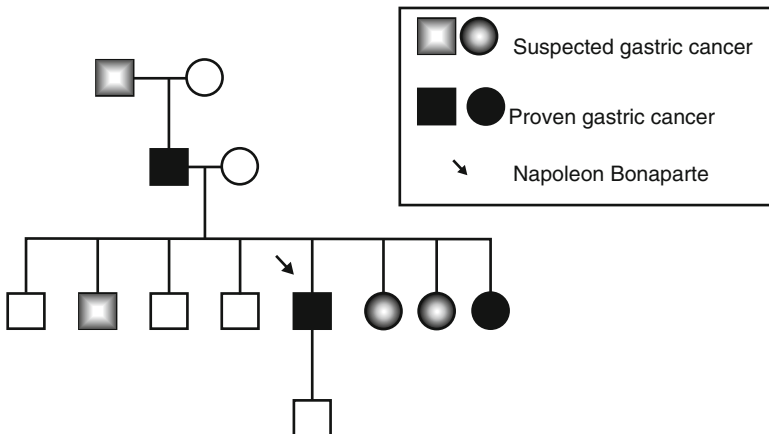 Suspected gastric cancer
Proven gastric cancer
Napoleon Bonaparte